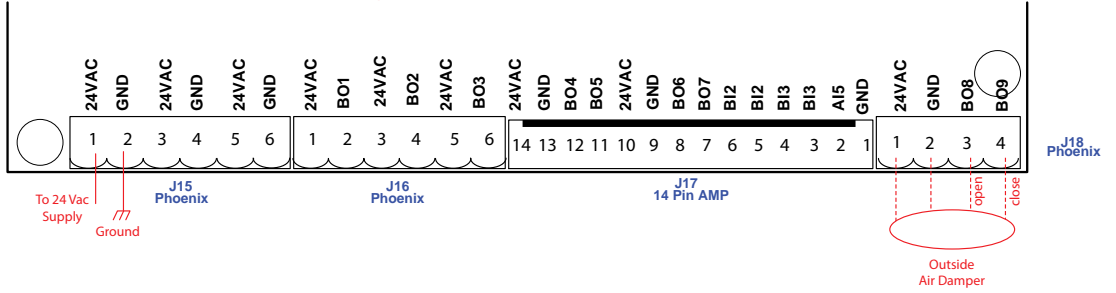 24VAC GND 24VAC GND 24VAC GND
24VAC BO1 24VAC BO2 24VAC BO3
24VAC GND BO4 BO5 24VAC GND BO6 BO7 BI2 BI2 BI3 BI3 AI5 GND
24VAC GND BO8 BO9
1 2 3 4 5 6
1 2 3 4 5 6
14 13 12 11 10 9 8 7 6 5 4 3 2 1
1 2 3 4
J15
Phoenix
J16
Phoenix
J17
14 Pin AMP
J18
Phoenix
To 24 Vac
Supply
Ground
open
close
Outside
Air Damper